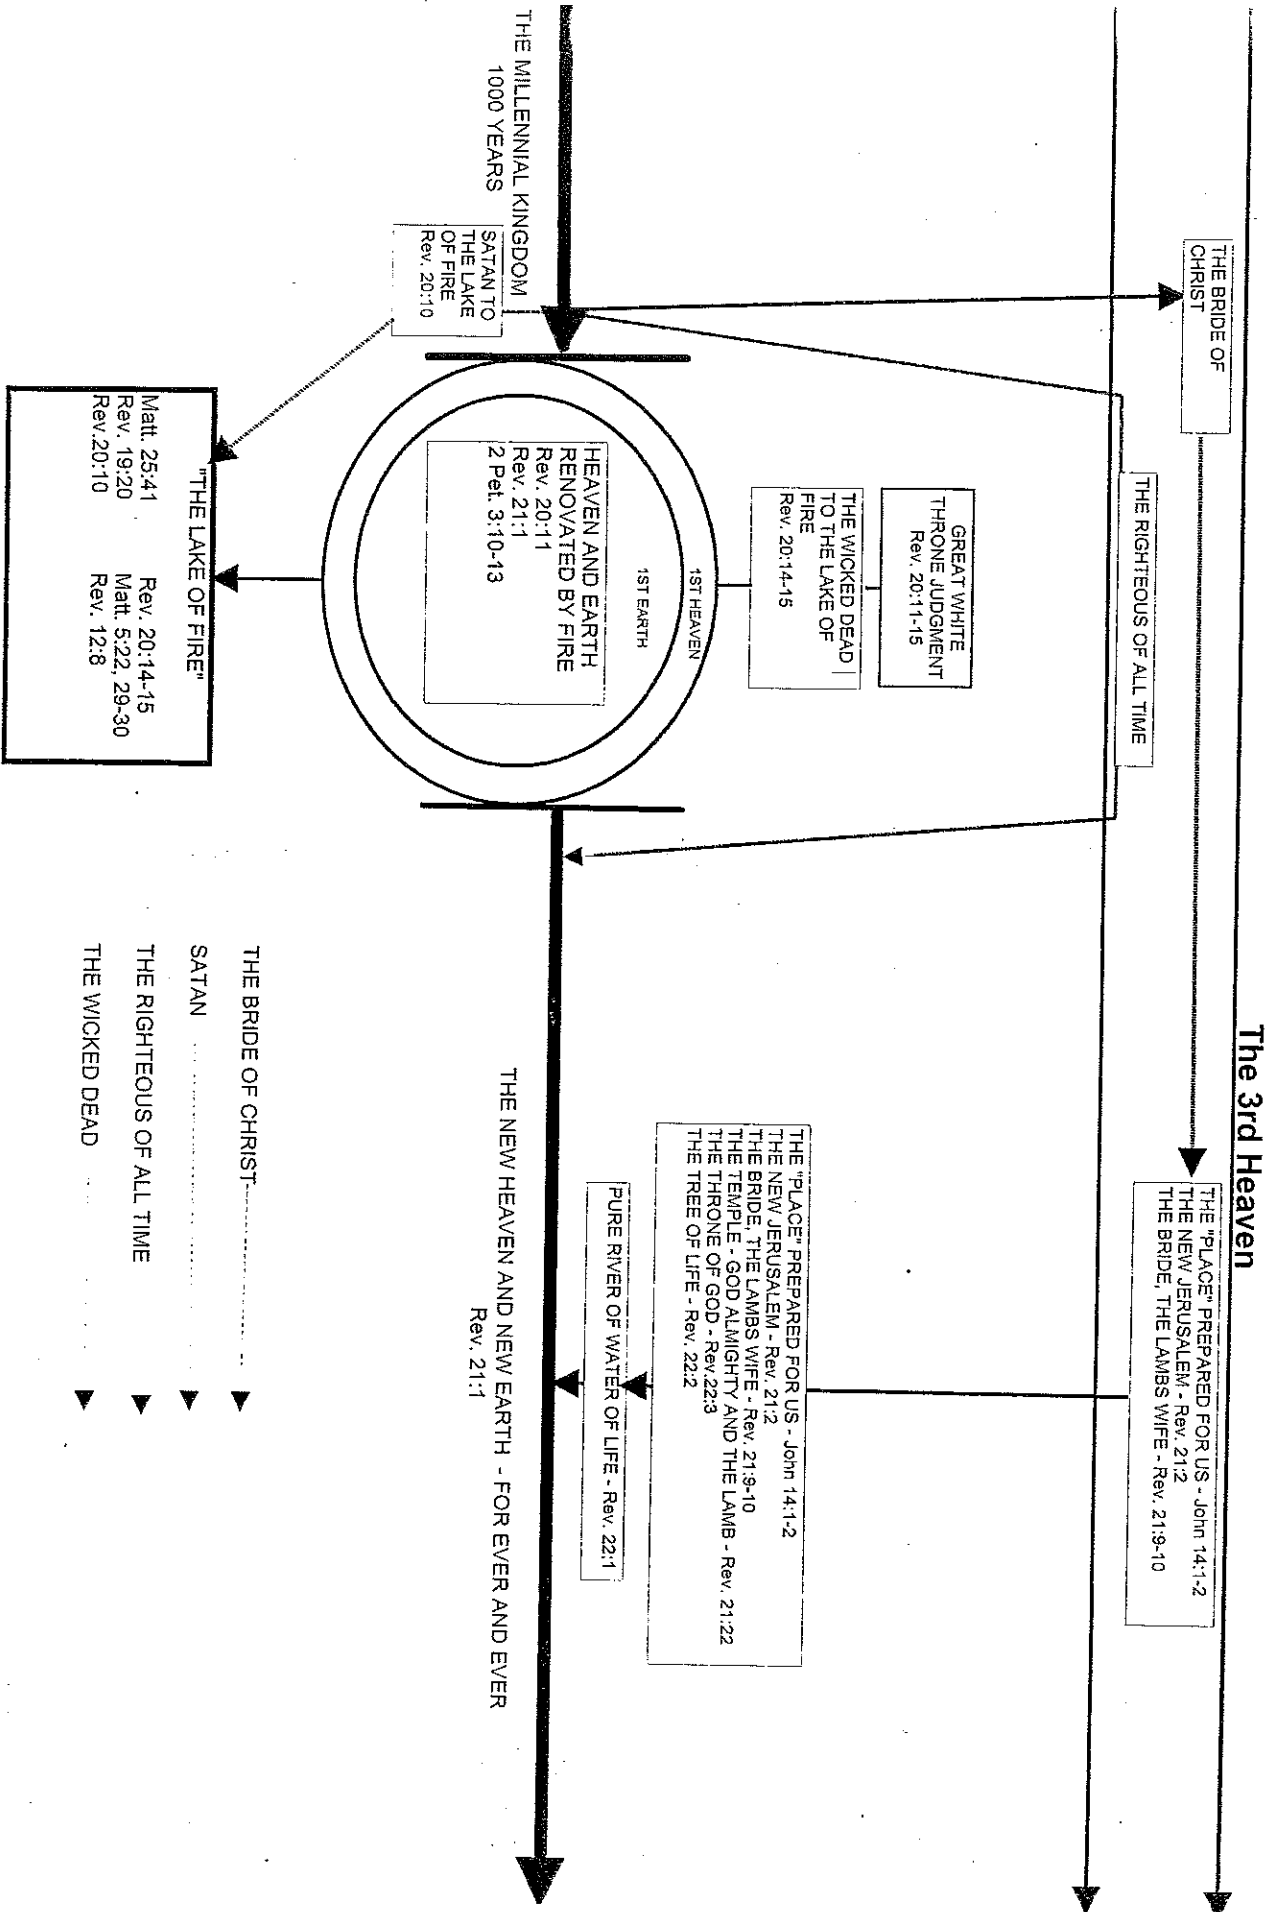 The 3rd Heaven
THE BRIDE OF
CHRIST
THE "PLACE" PREPARED FOR US - John 14:1-2
THE NEW JERUSALEM - Rev. 21:2
THE BRIDE, THE LAMBS WIFE - Rev. 21:9-10
THE RIGHTEOUS OF ALL TIME
GREAT WHITE
THRONE JUDGMENT
Rev. 20:11-15
THE WICKED DEAD
TO THE LAKE OF
FIRE
Rev. 20:14-15
THE "PLACE" PREPARED FOR US - John 14:1-2
THE NEW JERUSALEM - Rev. 21:2
THE BRIDE, THE LAMBS WIFE - Rev. 21:9-10
THE TEMPLE - GOD ALMIGHTY AND THE LAMB - Rev. 21:22
THE THRONE OF GOD - Rev.22:3
THE TREE OF LIFE - Rev. 22:2
PURE RIVER OF WATER OF LIFE - Rev. 22:1
1ST HEAVEN
1ST EARTH
HEAVEN AND EARTH
RENOVATED BY FIRE
Rev. 20:11
Rev. 21:1
2 Pet. 3:10-13
THE MILLENNIAL KINGDOM
1000 YEARS
SATAN TO
THE LAKE
OF FIRE
Rev. 20:10
THE NEW HEAVEN AND NEW EARTH - FOR EVER AND EVER
Rev. 21:1
"THE LAKE OF FIRE"
Matt. 25:41 Rev. 20:14-15
Rev. 19:20 Matt. 5:22, 29-30
Rev.20:10 Rev. 12:8
THE BRIDE OF CHRIST
SATAN
THE RIGHTEOUS OF ALL TIME
THE WICKED DEAD